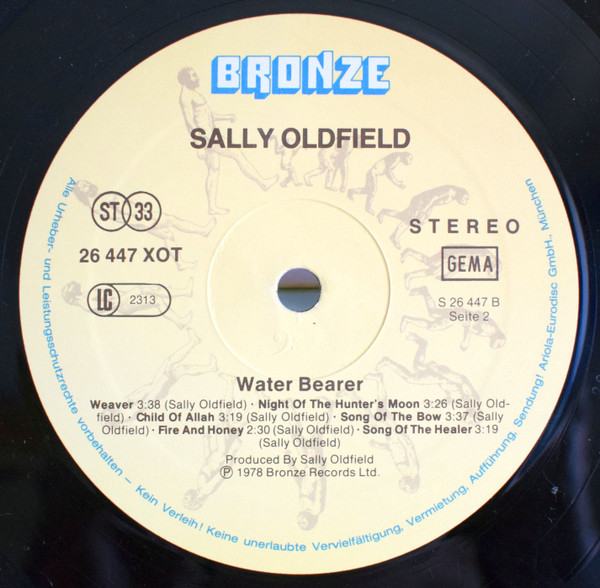 BRONZE
SALLY OLDFIELD
ST 33
STEREO
26 447 XOT
GEMA
LC 2313
S 26 447 B
Seite 2
Water Bearer
Weaver 3:38 (Sally Oldfield) · Night Of The Hunter's Moon 3:26 (Sally Old-
field) · Child Of Allah 3:19 (Sally Oldfield) · Song Of The Bow 3:37 (Sally
Oldfield) · Fire And Honey 2:30 (Sally Oldfield) · Song Of The Healer 3:19
(Sally Oldfield)
Produced By Sally Oldfield
Ⓟ 1978 Bronze Records Ltd.
Alle Urheber- und Leistungsschutzrechte vorbehalten – Kein Verleih! Keine unerlaubte Vervielfältigung, Vermietung, Aufführung, Sendung! Ariola-Eurodisc GmbH., München